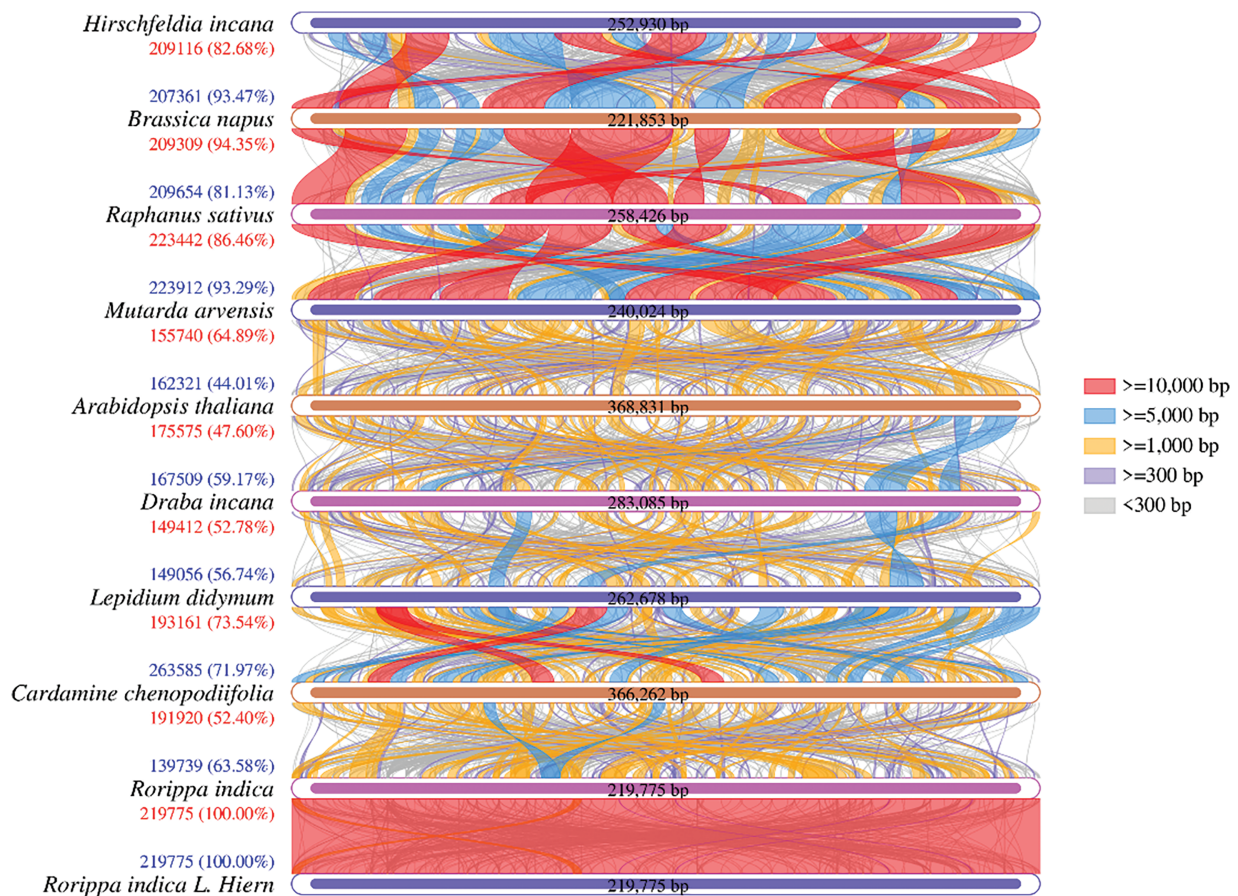 Hirschfeldia incana
252,930 bp
209116 (82.68%)
207361 (93.47%)
Brassica napus
221,853 bp
209309 (94.35%)
209654 (81.13%)
Raphanus sativus
258,426 bp
223442 (86.46%)
223912 (93.29%)
Mutarda arvensis
240,024 bp
155740 (64.89%)
162321 (44.01%)
Arabidopsis thaliana
368,831 bp
175575 (47.60%)
167509 (59.17%)
Draba incana
283,085 bp
149412 (52.78%)
149056 (56.74%)
Lepidium didymum
262,678 bp
193161 (73.54%)
263585 (71.97%)
Cardamine chenopodiifolia
366,262 bp
191920 (52.40%)
139739 (63.58%)
Rorippa indica
219,775 bp
219775 (100.00%)
219775 (100.00%)
Rorippa indica L. Hiern
219,775 bp
>=10,000 bp
>=5,000 bp
>=1,000 bp
>=300 bp
<300 bp